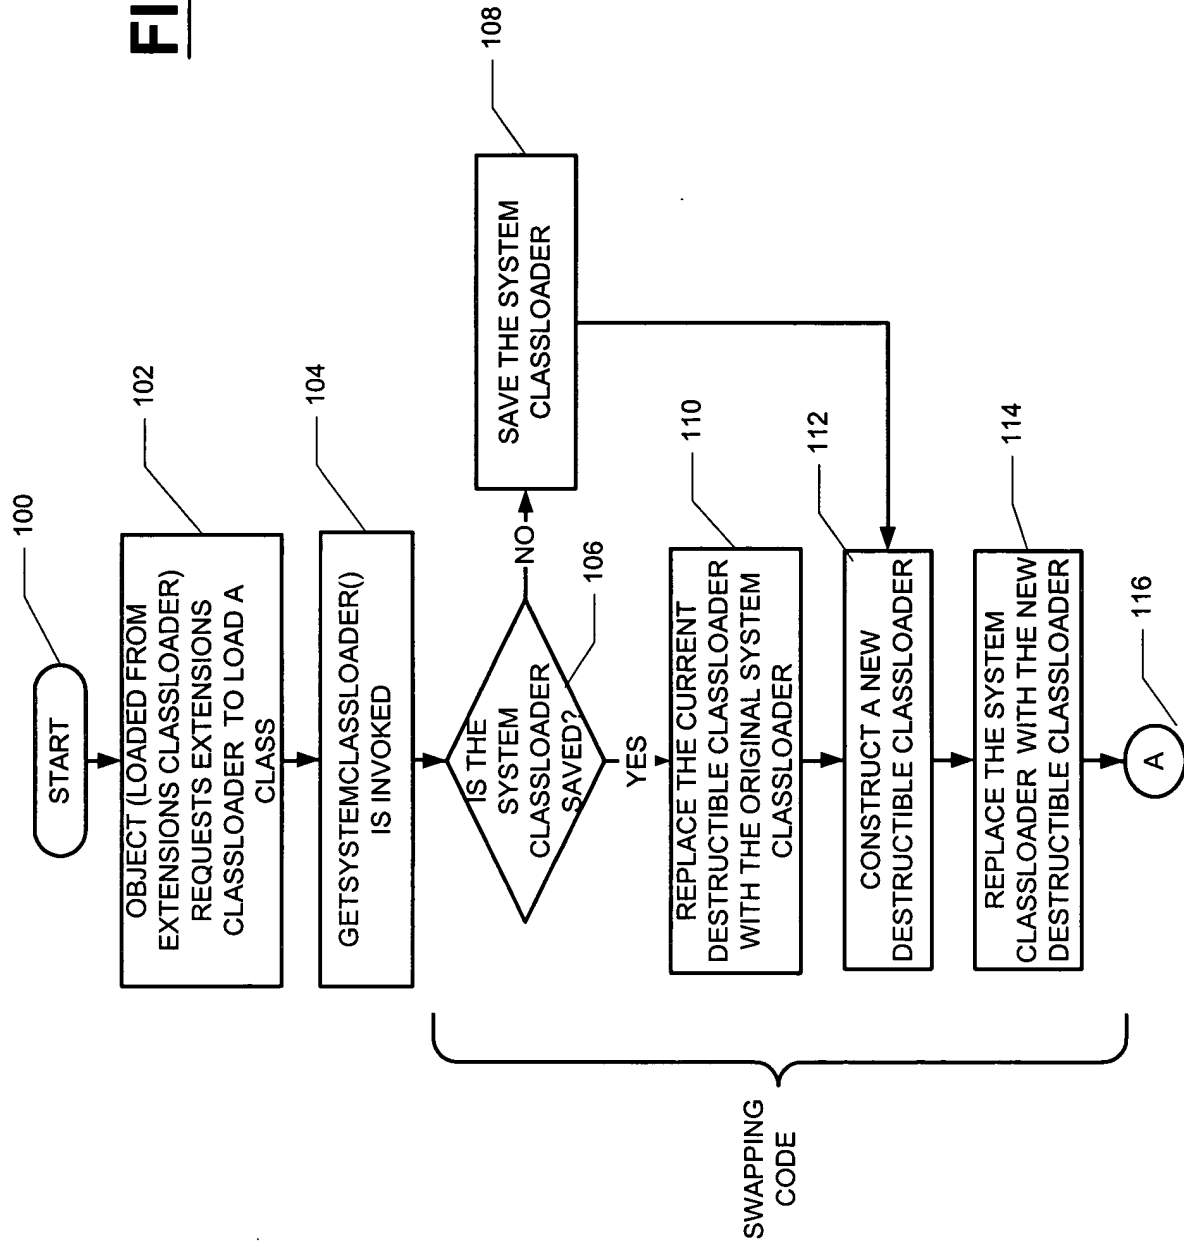 FI
START
100
OBJECT (LOADED FROM
EXTENSIONS CLASSLOADER)
REQUESTS EXTENSIONS
CLASSLOADER TO LOAD A
CLASS
102
GETSYSTEMCLASSLOADER()
IS INVOKED
104
IS THE
SYSTEM
CLASSLOADER
SAVED?
106
NO
YES
SAVE THE SYSTEM
CLASSLOADER
108
REPLACE THE CURRENT
DESTRUCTIBLE CLASSLOADER
WITH THE ORIGINAL SYSTEM
CLASSLOADER
110
CONSTRUCT A NEW
DESTRUCTIBLE CLASSLOADER
112
REPLACE THE SYSTEM
CLASSLOADER WITH THE NEW
DESTRUCTIBLE CLASSLOADER
114
A
116
SWAPPING
CODE